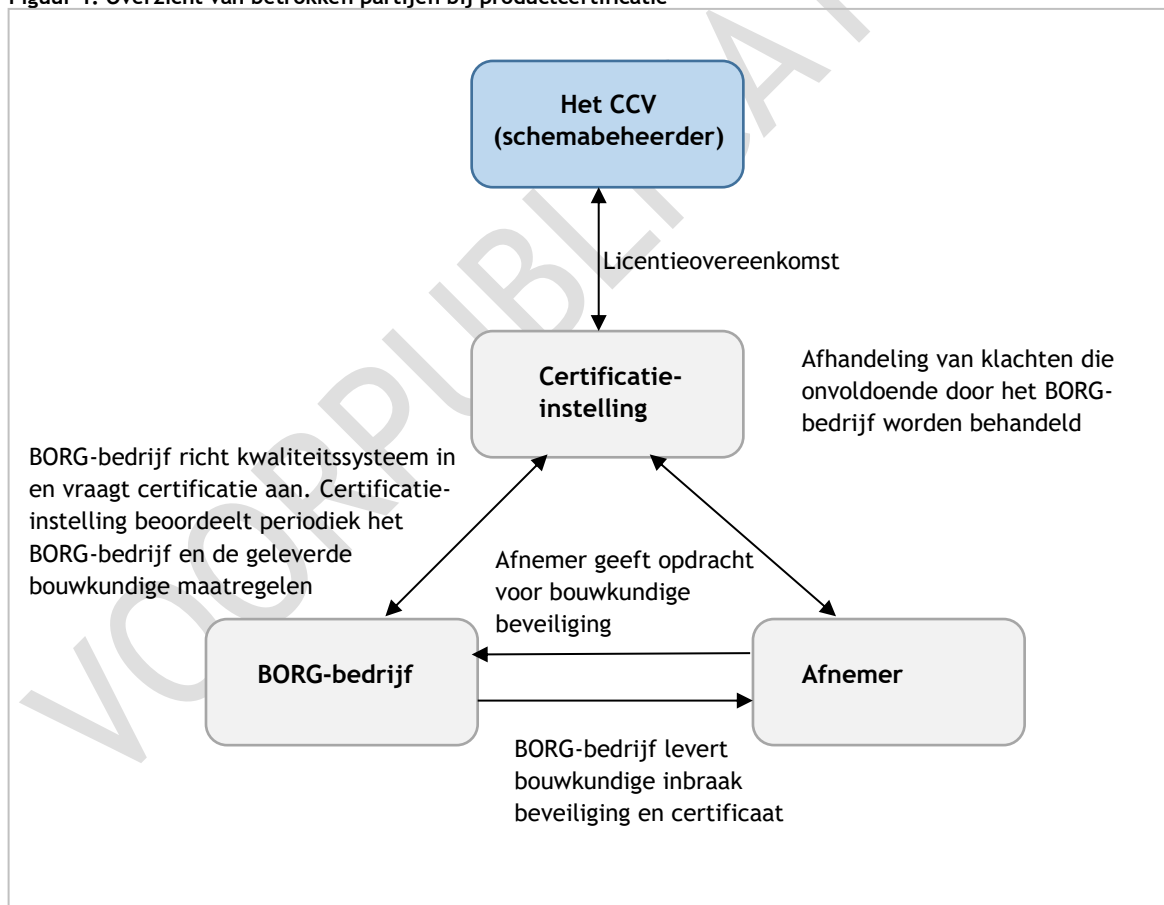 Figuur 1: Overzicht van betrokken partijen bij productcertificatie
Het CCV
(schemabeheerder)
Licentieovereenkomst
Certificatie-
instelling
Afhandeling van klachten die
onvoldoende door het BORG-
bedrijf worden behandeld
BORG-bedrijf richt kwaliteitssysteem in
en vraagt certificatie aan. Certificatie-
instelling beoordeelt periodiek het
BORG-bedrijf en de geleverde
bouwkundige maatregelen
Afnemer geeft opdracht
voor bouwkundige
beveiliging
BORG-bedrijf
Afnemer
BORG-bedrijf levert
bouwkundige inbraak
beveiliging en certificaat